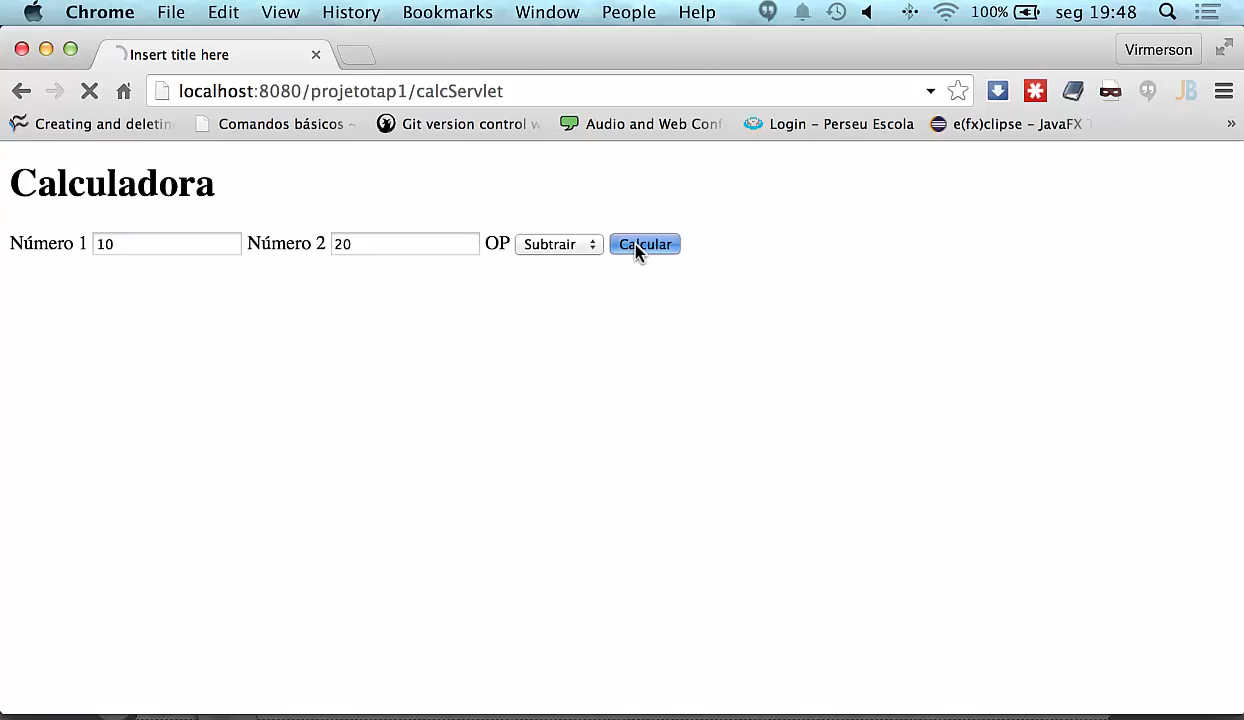 Chrome File Edit View History Bookmarks Window People Help 100% seg 19:48
Insert title here Virmerson
localhost:8080/projetotap1/calcServlet JB
Creating and deletin Comandos básicos Git version control Audio and Web Conf Login – Perseu Escola e(fx)clipse – JavaFX »
Calculadora
Número 1 10 Número 2 20 OP Subtrair Calcular